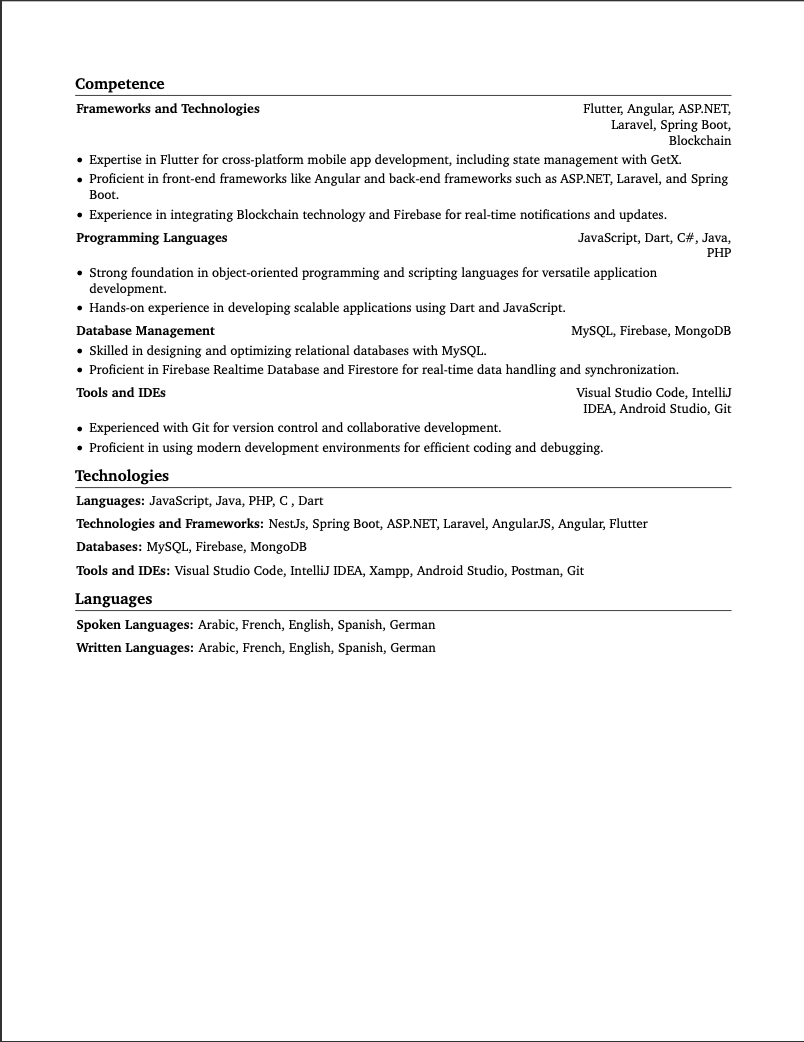 Competence
Frameworks and Technologies
Flutter, Angular, ASP.NET,
Laravel, Spring Boot,
Blockchain
• Expertise in Flutter for cross-platform mobile app development, including state management with GetX.
• Proficient in front-end frameworks like Angular and back-end frameworks such as ASP.NET, Laravel, and Spring
Boot.
• Experience in integrating Blockchain technology and Firebase for real-time notifications and updates.
Programming Languages
JavaScript, Dart, C#, Java,
PHP
• Strong foundation in object-oriented programming and scripting languages for versatile application
development.
• Hands-on experience in developing scalable applications using Dart and JavaScript.
Database Management
MySQL, Firebase, MongoDB
• Skilled in designing and optimizing relational databases with MySQL.
• Proficient in Firebase Realtime Database and Firestore for real-time data handling and synchronization.
Tools and IDEs
Visual Studio Code, IntelliJ
IDEA, Android Studio, Git
• Experienced with Git for version control and collaborative development.
• Proficient in using modern development environments for efficient coding and debugging.
Technologies
Languages: JavaScript, Java, PHP, C , Dart
Technologies and Frameworks: NestJs, Spring Boot, ASP.NET, Laravel, AngularJS, Angular, Flutter
Databases: MySQL, Firebase, MongoDB
Tools and IDEs: Visual Studio Code, IntelliJ IDEA, Xampp, Android Studio, Postman, Git
Languages
Spoken Languages: Arabic, French, English, Spanish, German
Written Languages: Arabic, French, English, Spanish, German